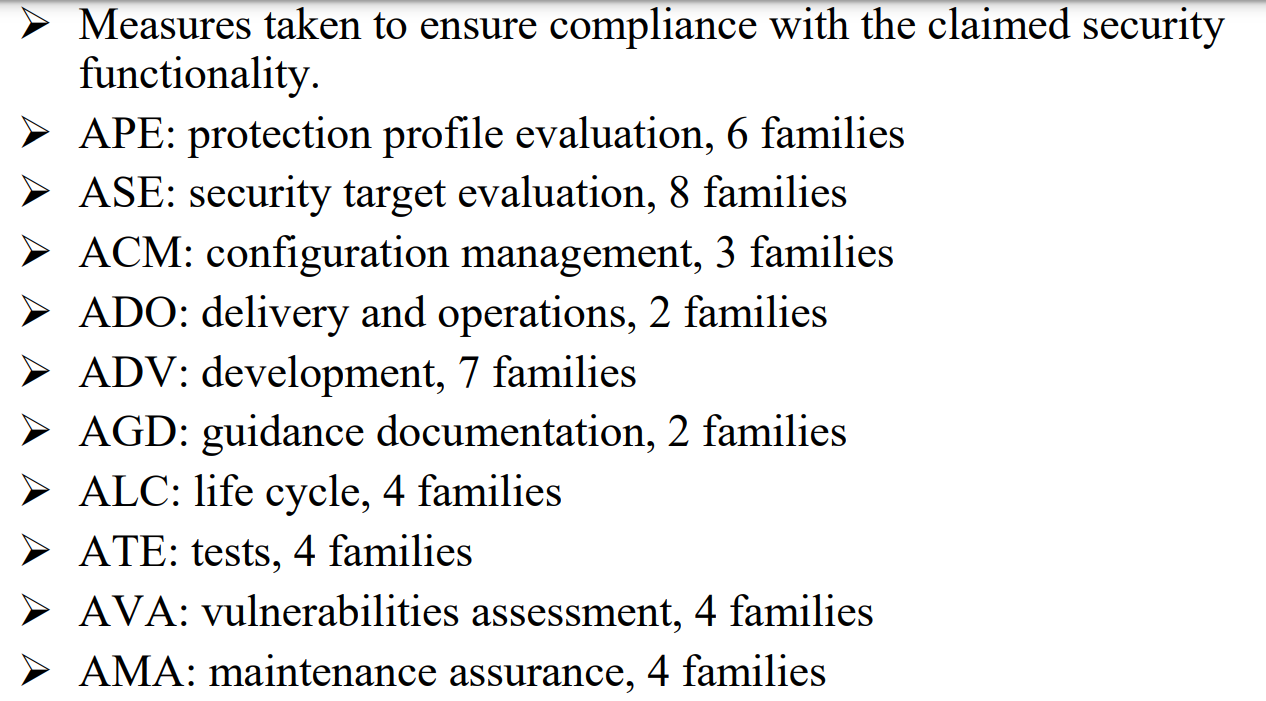 ➢ Measures taken to ensure compliance with the claimed security
functionality.
➢ APE: protection profile evaluation, 6 families
➢ ASE: security target evaluation, 8 families
➢ ACM: configuration management, 3 families
➢ ADO: delivery and operations, 2 families
➢ ADV: development, 7 families
➢ AGD: guidance documentation, 2 families
➢ ALC: life cycle, 4 families
➢ ATE: tests, 4 families
➢ AVA: vulnerabilities assessment, 4 families
➢ AMA: maintenance assurance, 4 families